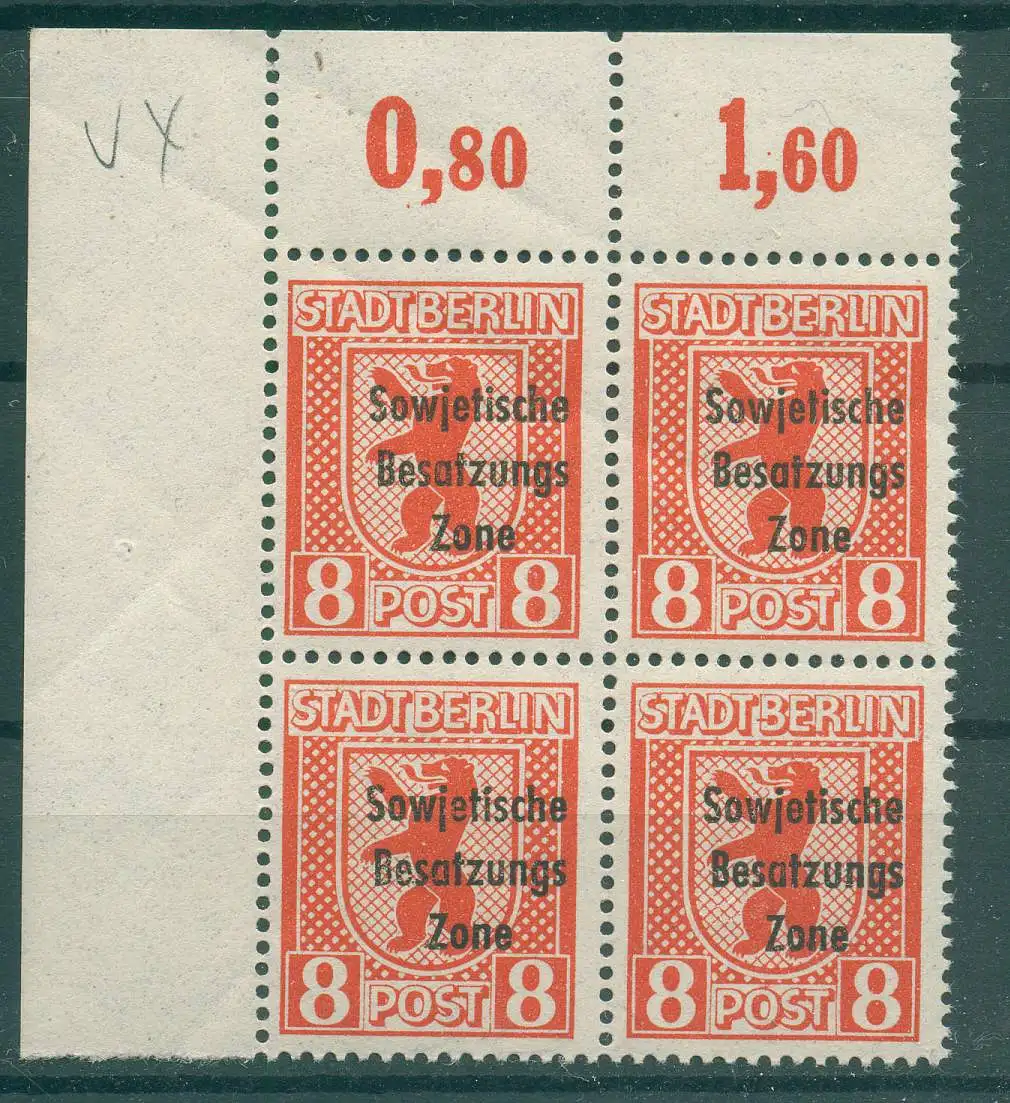 V X
0,80 1,60
STADT BERLIN STADT BERLIN
Sowjetische Sowjetische
Besatzungs Besatzungs
Zone Zone
8 POST 8 8 POST 8
STADT BERLIN STADT BERLIN
Sowjetische Sowjetische
Besatzungs Besatzungs
Zone Zone
8 POST 8 8 POST 8